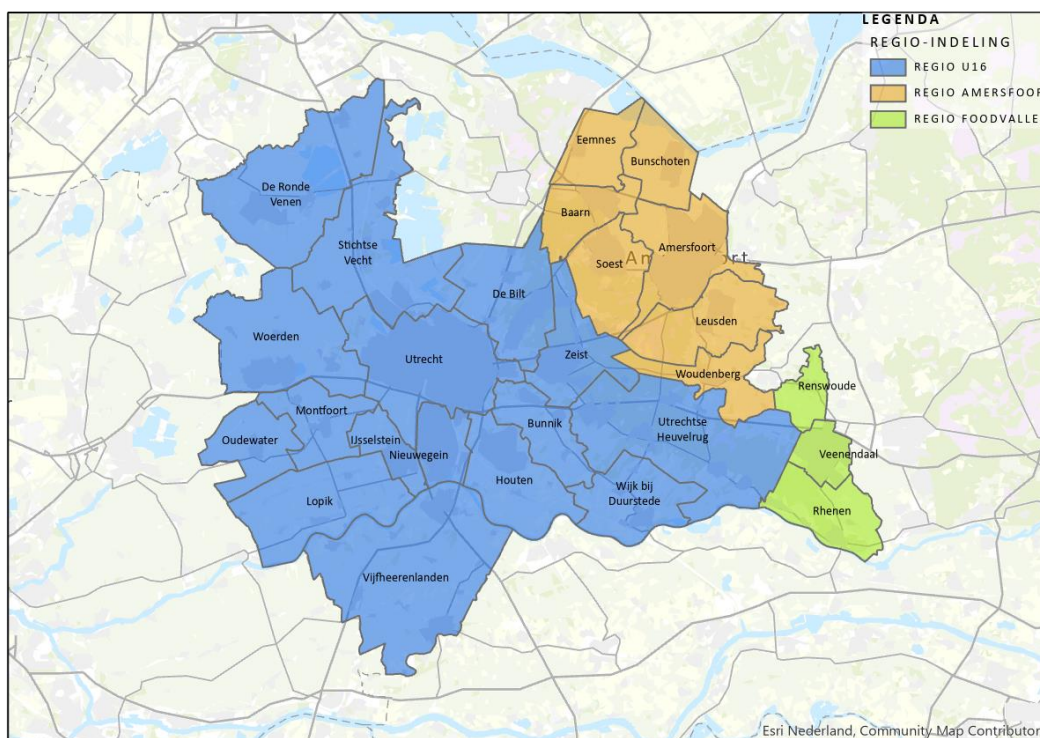 LEGENDA
REGIO-INDELING
REGIO U16
REGIO AMERSFOOR
REGIO FOODVALLE
Eemnes
Bunschoten
De Ronde
Venen
Baarn
Stichtse
Vecht
Amersfoort
Soest
Am
rt
De Bilt
Leusden
Woerden
Utrecht
Zeist
Woudenberg
Renswoude
Montfoort
Bunnik
Utrechtse
Heuvelrug
Oudewater
IJsselstein
Nieuwegein
Veenendaal
Houten
Wijk bij
Duurstede
Lopik
Rhenen
Vijfheerenlanden
Esri Nederland, Community Map Contributor